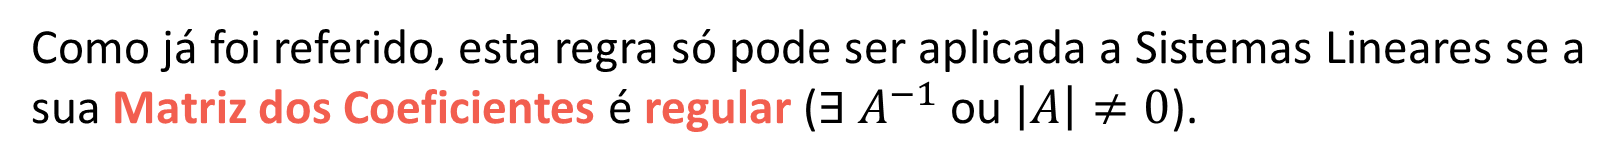 Como já foi referido, esta regra só pode ser aplicada a Sistemas Lineares se a
sua Matriz dos Coeficientes é regular (∃ A⁻¹ ou |A| ≠ 0).